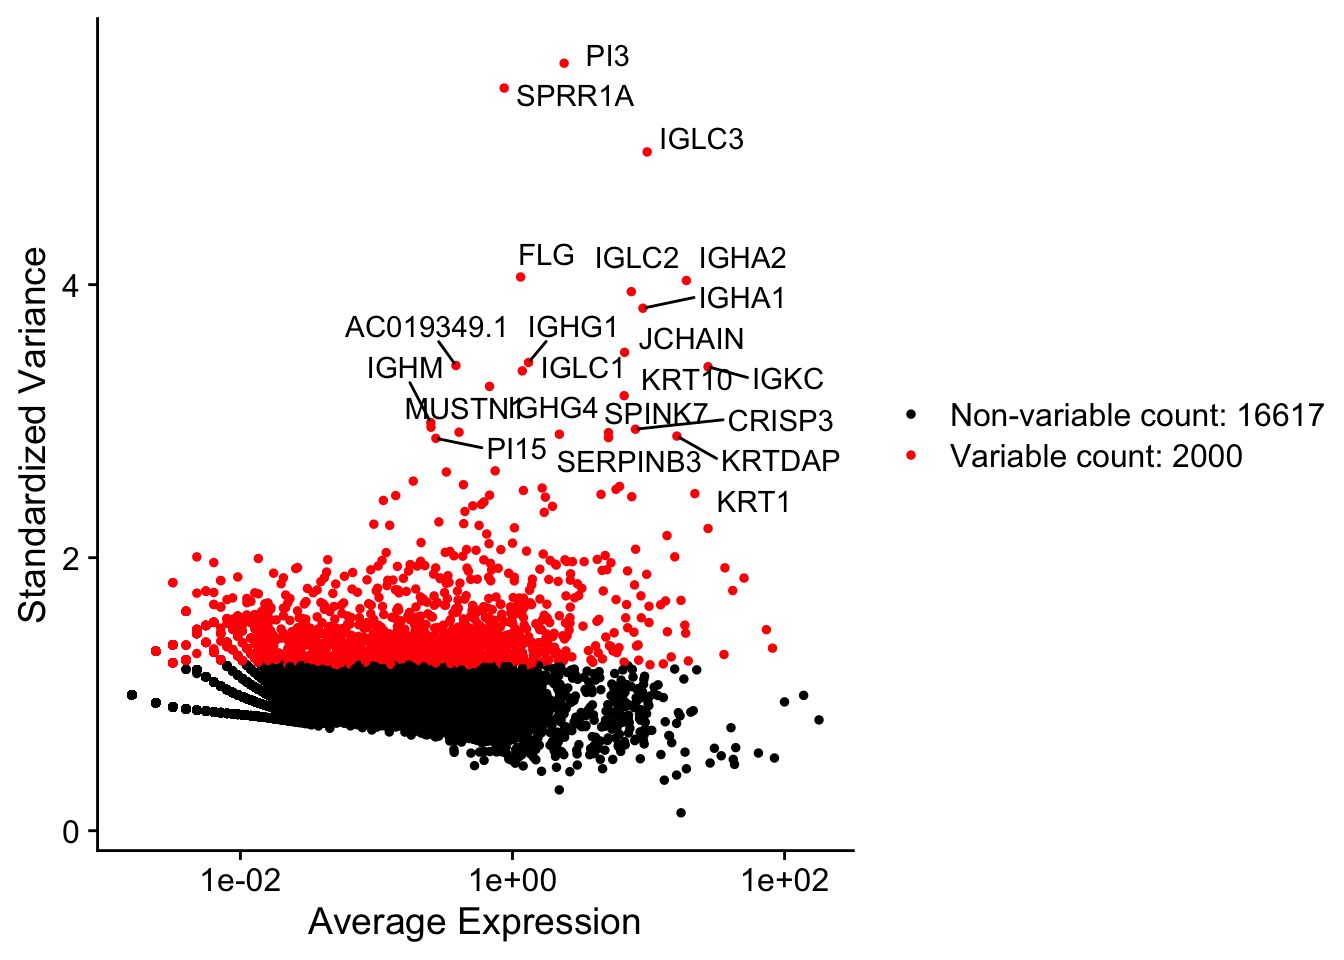 PI3
SPRR1A
IGLC3
FLG
IGLC2
IGHA2
IGHA1
AC019349.1
IGHG1
JCHAIN
IGHM
IGLC1
KRT10
IGKC
MUSTN1
IGHG4
SPINK7
CRISP3
PI15
SERPINB3
KRTDAP
KRT1
Standardized Variance
4
2
0
1e-02
1e+00
1e+02
Average Expression
Non-variable count: 16617
Variable count: 2000